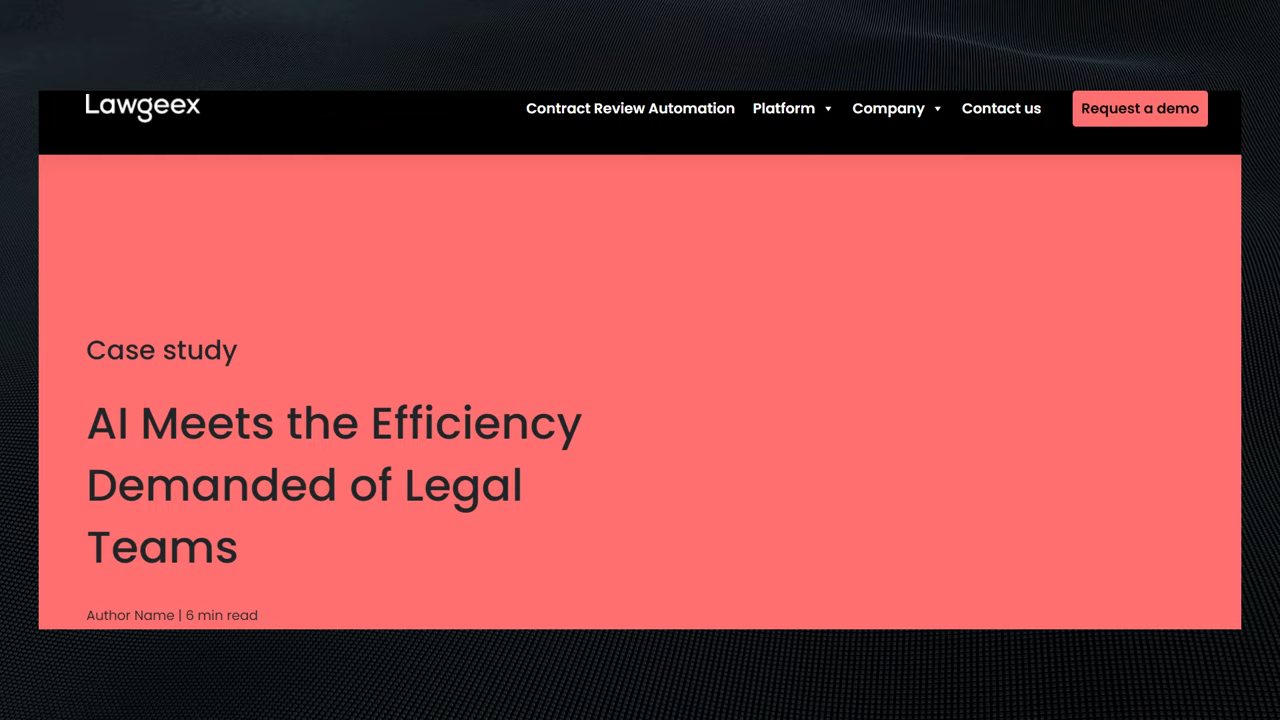 Lawgeex
Contract Review Automation Platform Company Contact us Request a demo
Case study
AI Meets the Efficiency
Demanded of Legal
Teams
Author Name | 6 min read